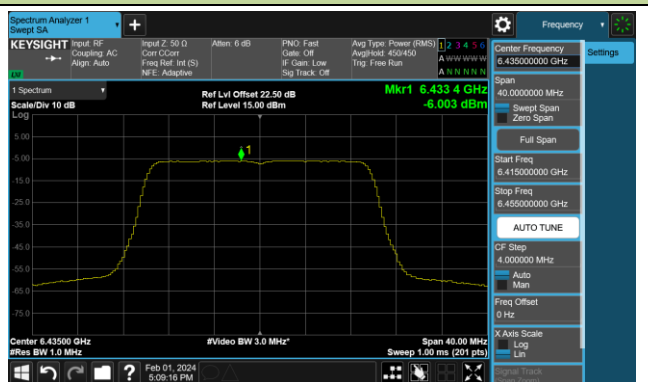 Spectrum Analyzer 1
Swept SA
+
Frequency
KEYSIGHT Input: RF
Coupling: AC
Align: Auto
Input Z: 50 Ω
Corr CCorr
Freq Ref: Int (S)
NFE: Adaptive
Atten: 6 dB
PNO: Fast
Gate: Off
IF Gain: Low
Sig Track: Off
Avg Type: Power (RMS)
Avg|Hold: 450/450
Trig: Free Run
1 2 3 4 5 6
A W W W W W
A N N N N N
LVI
1 Spectrum
Scale/Div 10 dB
Log
Ref Lvl Offset 22.50 dB
Ref Level 15.00 dBm
Mkr1 6.433 4 GHz
-6.003 dBm
1
5.00
-5.00
-15.0
-25.0
-35.0
-45.0
-55.0
-65.0
-75.0
Center 6.43500 GHz
#Res BW 1.0 MHz
#Video BW 3.0 MHz*
Span 40.00 MHz
Sweep 1.00 ms (201 pts)
Feb 01, 2024
5:09:16 PM
?
Center Frequency
6.435000000 GHz
Settings
Span
40.0000000 MHz
Swept Span
Zero Span
Full Span
Start Freq
6.415000000 GHz
Stop Freq
6.455000000 GHz
AUTO TUNE
CF Step
4.000000 MHz
Auto
Man
Freq Offset
0 Hz
X Axis Scale
Log
Lin
Signal Track